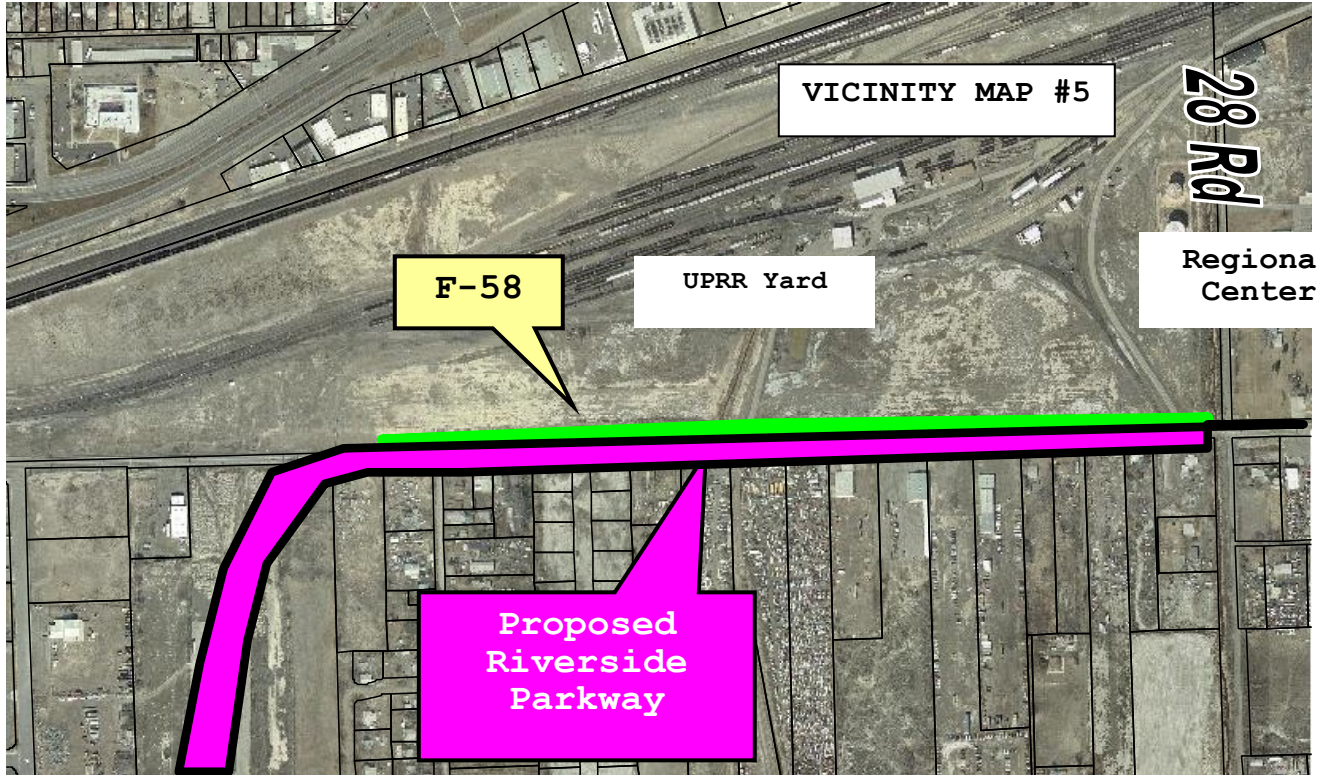 VICINITY MAP #5
28 Rd
F-58
UPRR Yard
Regiona
Center
Proposed
Riverside
Parkway